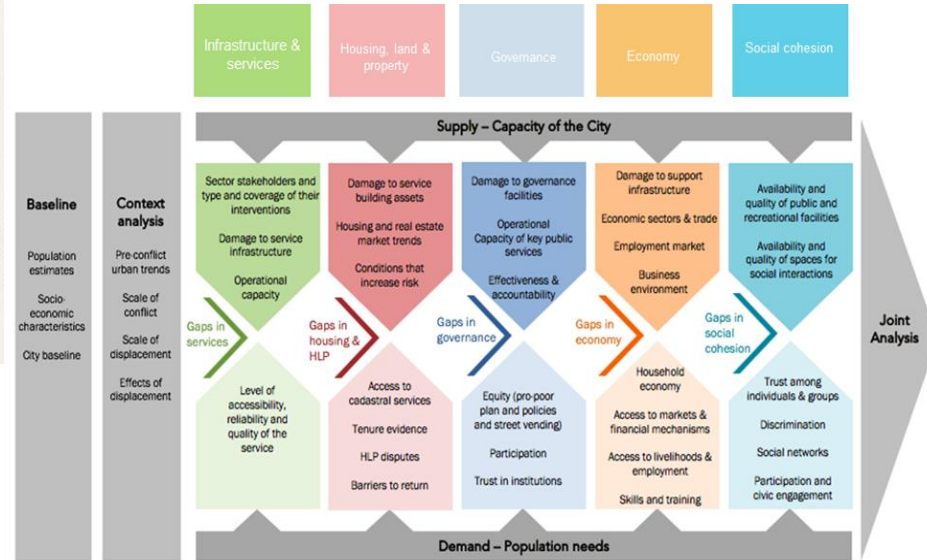 Infrastructure &
services
Housing, land &
property
Governance
Economy
Social cohesion
Supply – Capacity of the City
Baseline
Population
estimates
Socio-
economic
characteristics
City baseline
Context
analysis
Pre-conflict
urban trends
Scale of
conflict
Scale of
displacement
Effects of
displacement
Sector stakeholders and
type and coverage of their
interventions
Damage to service
infrastructure
Operational
capacity
Damage to service
building assets
Housing and real estate
market trends
Conditions that
increase risk
Damage to governance
facilities
Operational
Capacity of key public
services
Effectiveness &
accountability
Damage to support
infrastructure
Economic sectors & trade
Employment market
Business
environment
Availability and
quality of public and
recreational facilities
Availability and
quality of spaces for
social interactions
Gaps in
services
Gaps in
housing &
HLP
Gaps in
governance
Gaps in
economy
Gaps in
social
cohesion
Joint
Analysis
Level of
accessibility,
reliability and
quality of the
service
Access to
cadastral services
Tenure evidence
HLP disputes
Barriers to return
Equity (pro-poor
plan and policies
and street vending)
Participation
Trust in institutions
Household
economy
Access to markets &
financial mechanisms
Access to livelihoods &
employment
Skills and training
Trust among
individuals & groups
Discrimination
Social networks
Participation and
civic engagement
Demand – Population needs